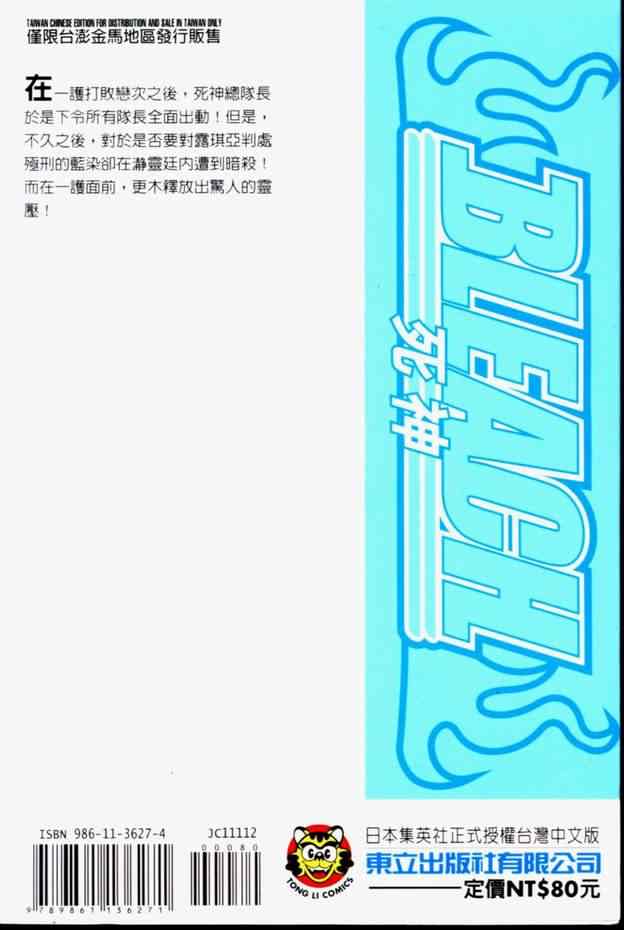 TAIWAN CHINESE EDITION FOR DISTRIBUTION AND SALE IN TAIWAN ONLY
僅限台澎金馬地區發行販售
在一護打敗戀次之後，死神總隊長
於是下令所有隊長全面出動！但是，
不久之後，對於是否要對露琪亞判處
殛刑的藍染卻在瀞靈廷內遭到暗殺！
而在一護面前，更木釋放出驚人的靈
壓！
BLEACH
死神
ISBN 986-11-3627-4
9 789861 136271
JC11112
00080
TONG LI COMICS
日本集英社正式授權台灣中文版
東立出版社有限公司
定價NT$80元